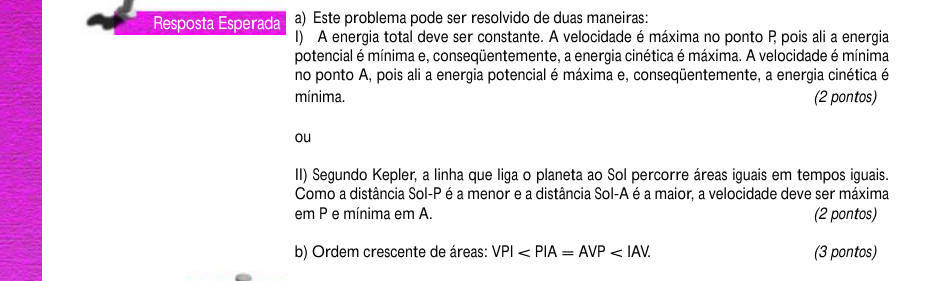 Resposta Esperada
a) Este problema pode ser resolvido de duas maneiras:
I) A energia total deve ser constante. A velocidade é máxima no ponto P, pois ali a energia
potencial é mínima e, conseqüentemente, a energia cinética é máxima. A velocidade é mínima
no ponto A, pois ali a energia potencial é máxima e, conseqüentemente, a energia cinética é
mínima. (2 pontos)
ou
II) Segundo Kepler, a linha que liga o planeta ao Sol percorre áreas iguais em tempos iguais.
Como a distância Sol-P é a menor e a distância Sol-A é a maior, a velocidade deve ser máxima
em P e mínima em A. (2 pontos)
b) Ordem crescente de áreas: VPI < PIA = AVP < IAV. (3 pontos)